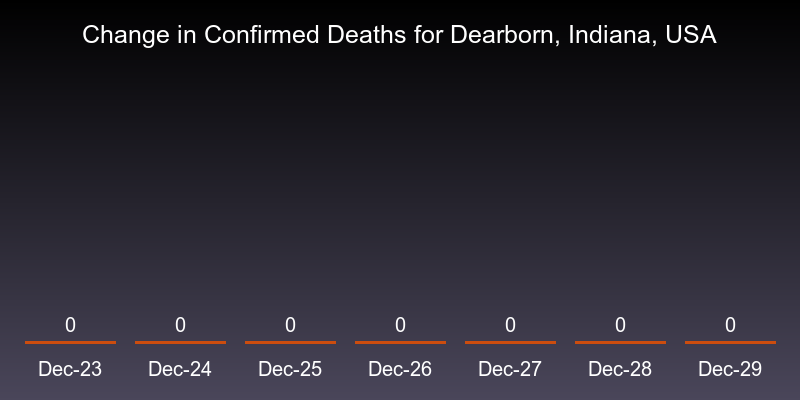 Change in Confirmed Deaths for Dearborn, Indiana, USA
0 0 0 0 0 0 0
Dec-23 Dec-24 Dec-25 Dec-26 Dec-27 Dec-28 Dec-29